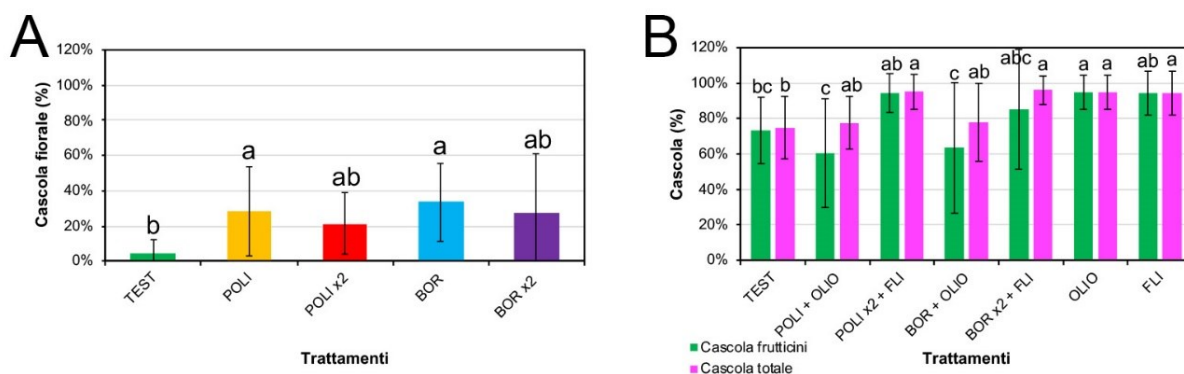 A
120%
100%
80%
60%
40%
20%
0%
Cascola fiorale (%)
b
a
ab
a
ab
TEST
POLI
POLI x2
BOR
BOR x2
Trattamenti
B
120%
100%
80%
60%
40%
20%
0%
Cascola (%)
bc
b
c
ab
ab
a
c
ab
abc
a
a
a
ab
a
TEST
POLI + OLIO
POLI x2 + FLI
BOR + OLIO
BOR x2 + FLI
OLIO
FLI
Cascola frutticini
Cascola totale
Trattamenti